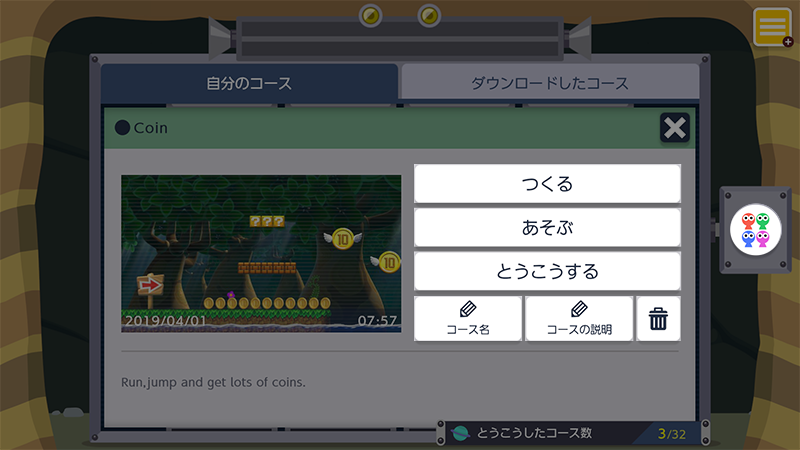 自分のコース
ダウンロードしたコース
Coin
つくる
? ? ?
10
あそぶ
10
とうこうする
2019/04/01 07:57
コース名
コースの説明
Run,jump and get lots of coins.
とうこうしたコース数 3/32